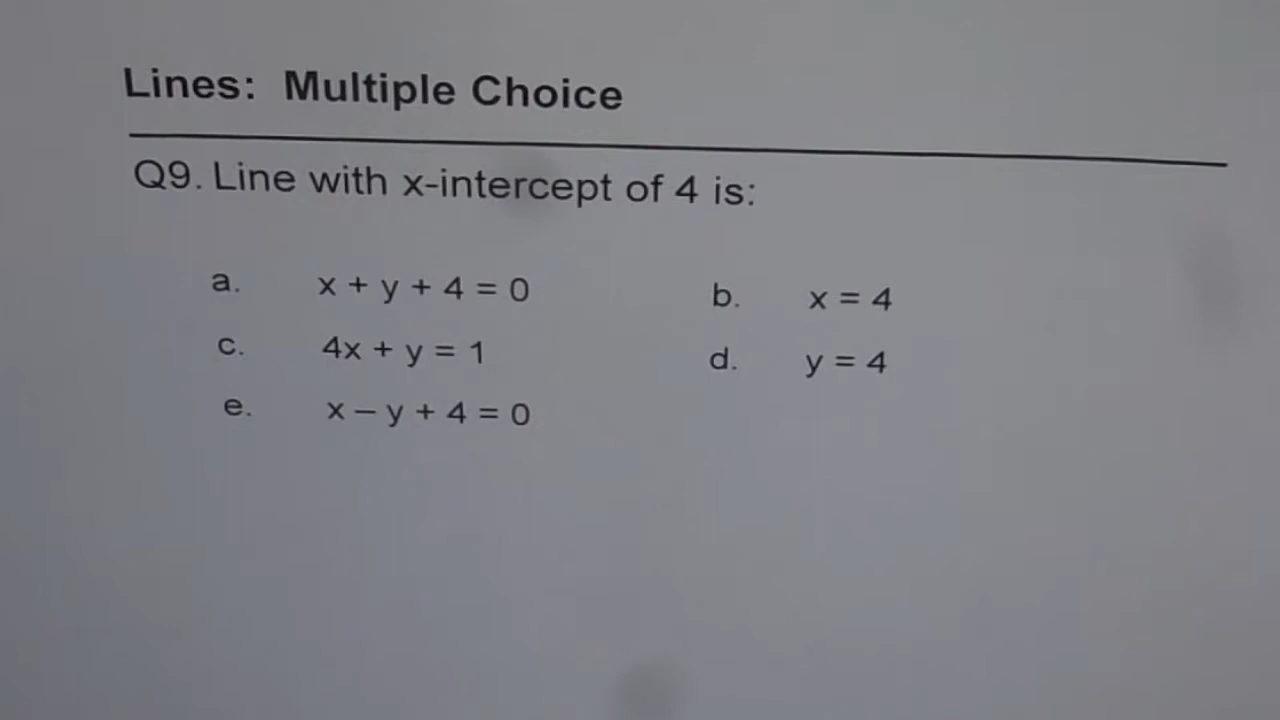 Lines: Multiple Choice
Q9. Line with x-intercept of 4 is:
a. x + y + 4 = 0 b. x = 4
c. 4x + y = 1 d. y = 4
e. x – y + 4 = 0